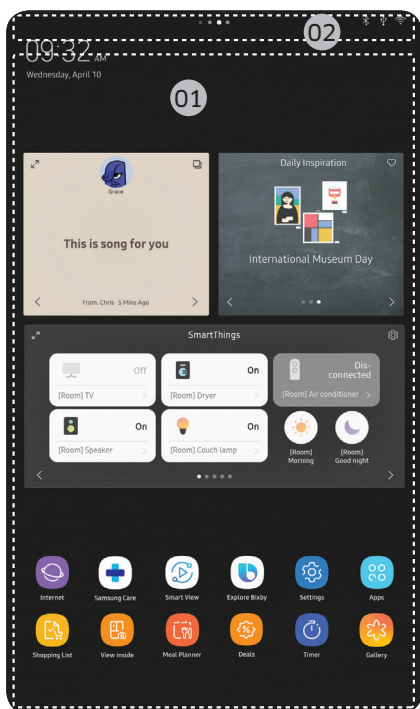 02
09:32 AM
Wednesday, April 10
01
Grace
This is song for you
From. Chris 5 Mins Ago
Daily Inspiration
International Museum Day
SmartThings
Off
[Room] TV
On
[Room] Dryer
Dis-
connected
[Room] Air conditioner
On
[Room] Speaker
On
[Room] Couch lamp
[Room]
Morning
[Room]
Good night
Internet
Samsung Care
Smart View
Explore Bixby
Settings
Apps
Shopping List
View inside
Meal Planner
Deals
Timer
Gallery